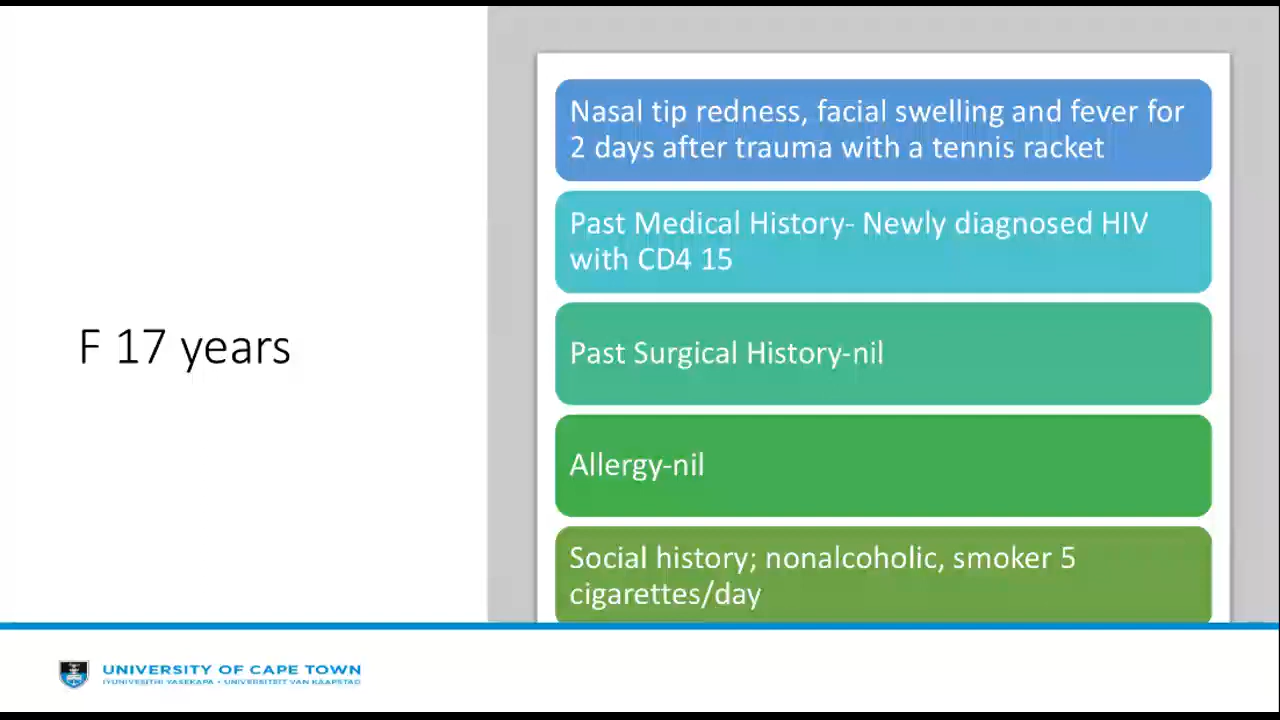 F 17 years
Nasal tip redness, facial swelling and fever for
2 days after trauma with a tennis racket
Past Medical History- Newly diagnosed HIV
with CD4 15
Past Surgical History-nil
Allergy-nil
Social history; nonalcoholic, smoker 5
cigarettes/day
UNIVERSITY OF CAPE TOWN
IYUNIVESITHI YASEKAPA • UNIVERSITEIT VAN KAAPSTAD